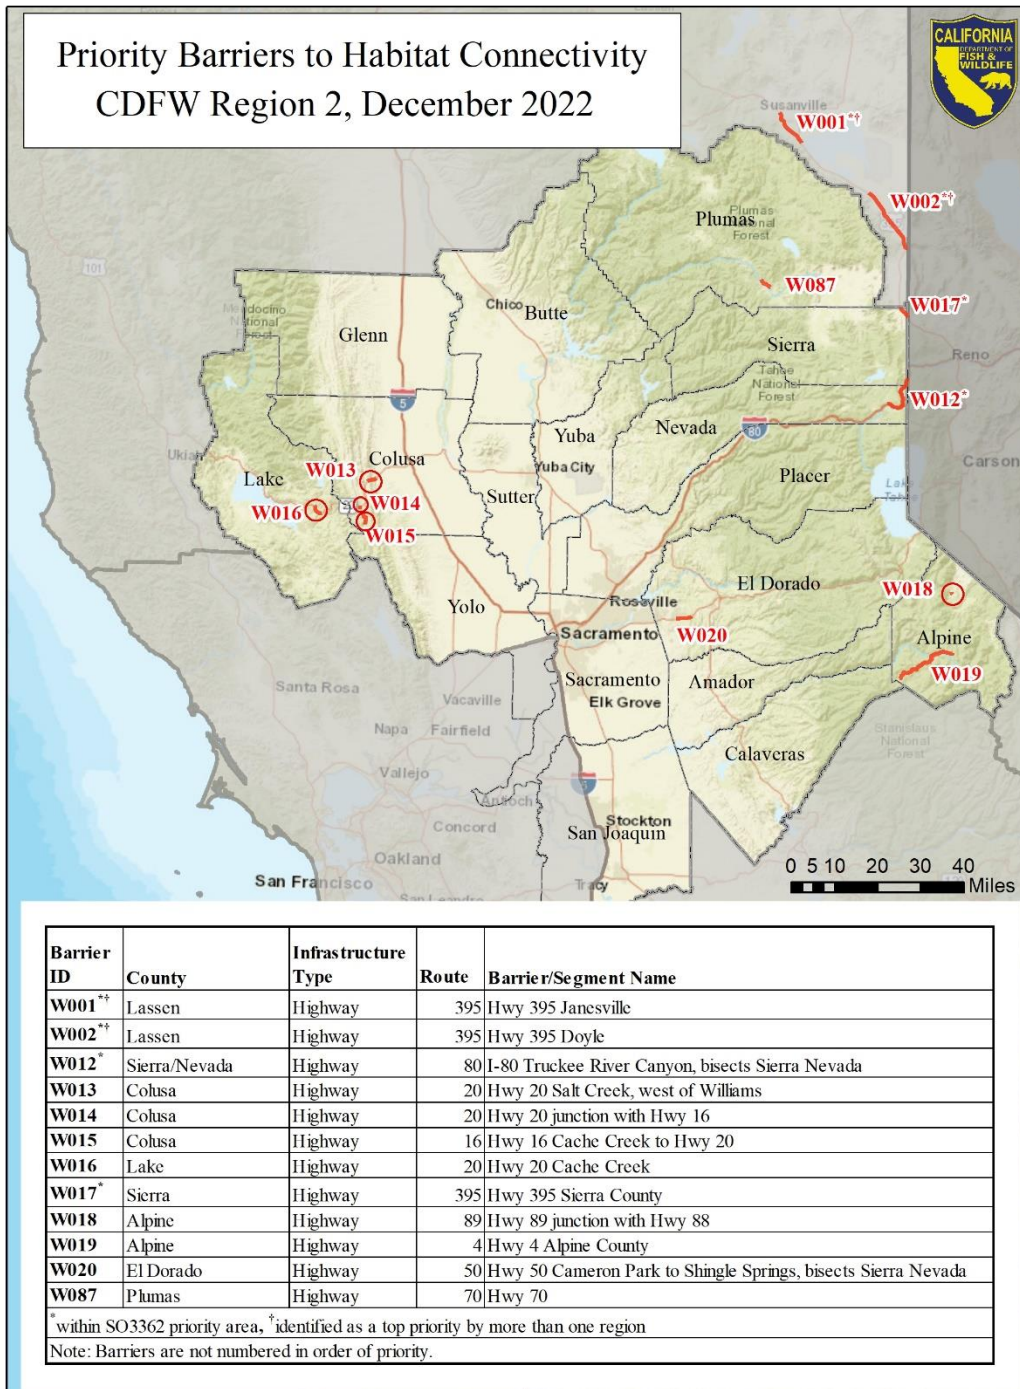 Priority Barriers to Habitat Connectivity
CDFW Region 2, December 2022
CALIFORNIA
DEPARTMENT OF
FISH &
WILDLIFE
Susanville
W001*†
W002*†
Plumas
Plumas
National
Forest
101
W087
Chico
Butte
W017*
Mendocino
National
Forest
Glenn
Sierra
Reno
Tahoe
National
Forest
5
W012*
Nevada
80
Yuba
Ukiah
Colusa
W013
Yuba City
Carson
Lake
Placer
Lake
Tahoe
W014
Sutter
W016
20
W015
El Dorado
W018
Yolo
Roseville
W020
Sacramento
Alpine
Sacramento
Amador
W019
Santa Rosa
Vacaville
Elk Grove
Napa
Fairfield
Stanislaus
National
Forest
Calaveras
Vallejo
5
Antioch
Concord
Stockton
San Joaquin
Oakland
San Francisco
Tracy
San Leandro
0 5 10 20 30 40
Miles
Barrier ID County Infrastructure Type Route Barrier/Segment Name
W001*† Lassen Highway 395 Hwy 395 Janesville
W002*† Lassen Highway 395 Hwy 395 Doyle
W012* Sierra/Nevada Highway 80 I-80 Truckee River Canyon, bisects Sierra Nevada
W013 Colusa Highway 20 Hwy 20 Salt Creek, west of Williams
W014 Colusa Highway 20 Hwy 20 junction with Hwy 16
W015 Colusa Highway 16 Hwy 16 Cache Creek to Hwy 20
W016 Lake Highway 20 Hwy 20 Cache Creek
W017* Sierra Highway 395 Hwy 395 Sierra County
W018 Alpine Highway 89 Hwy 89 junction with Hwy 88
W019 Alpine Highway 4 Hwy 4 Alpine County
W020 El Dorado Highway 50 Hwy 50 Cameron Park to Shingle Springs, bisects Sierra Nevada
W087 Plumas Highway 70 Hwy 70
*within SO3362 priority area, †identified as a top priority by more than one region
Note: Barriers are not numbered in order of priority.